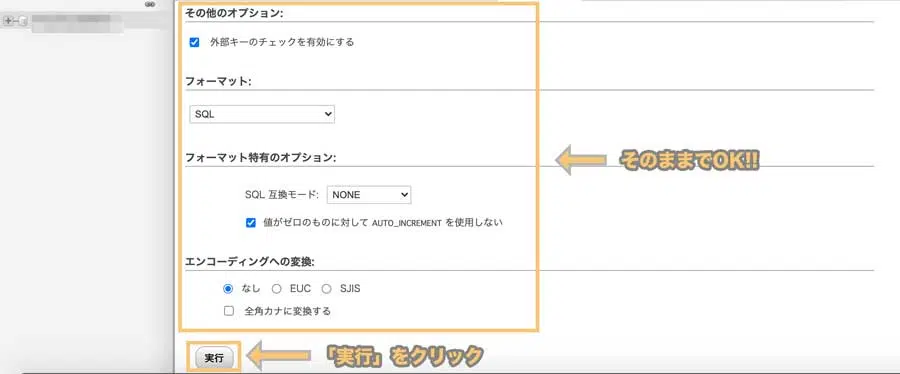 その他のオプション:
外部キーのチェックを有効にする
フォーマット:
SQL
フォーマット特有のオプション:
そのままでOK!!
SQL 互換モード: NONE
値がゼロのものに対して AUTO_INCREMENT を使用しない
エンコーディングへの変換:
なし EUC SJIS
全角カナに変換する
実行 「実行」をクリック